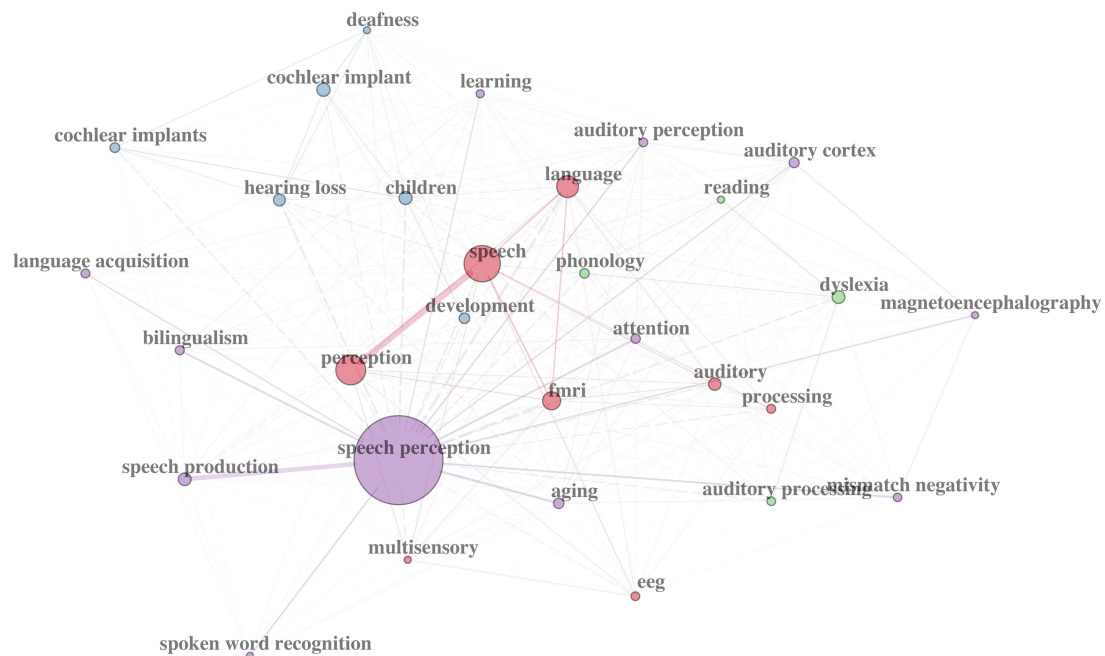 deafness
cochlear implant
learning
cochlear implants
auditory perception
auditory cortex
language
hearing loss
children
reading
speech
phonology
language acquisition
dyslexia
magnetoencephalography
development
bilingualism
attention
perception
auditory
fmri
processing
speech perception
speech production
aging
auditory processing
mismatch negativity
multisensory
eeg
spoken word recognition